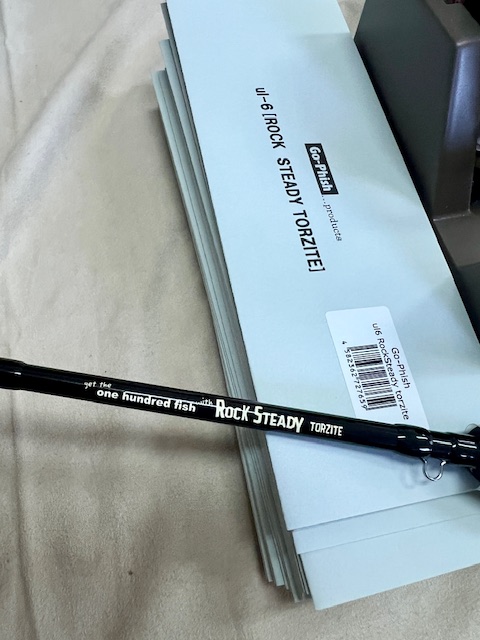 ul-6 [ROCK STEADY TORZITE]
Go-Phish
...products
Go-Phish
ul6 RockSteady torzite
get the
one hundred fish with ROCK STEADY TORZITE